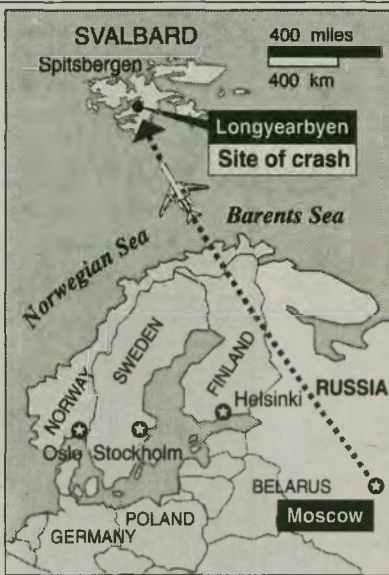 SVALBARD
Spitsbergen
400 miles
400 km
Longyearbyen
Site of crash
Barents Sea
Norwegian Sea
NORWAY
SWEDEN
FINLAND
RUSSIA
Helsinki
Oslo
Stockholm
BELARUS
Moscow
POLAND
GERMANY